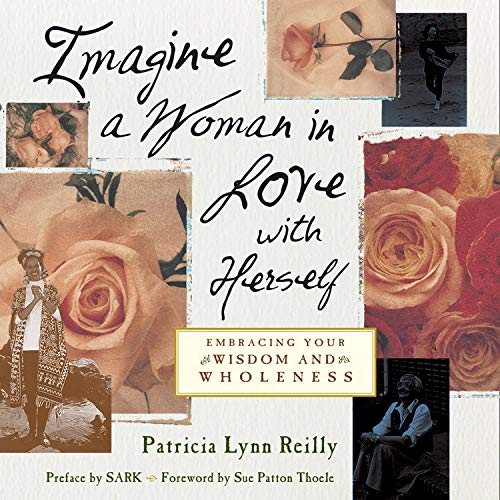 Imagine
a Woman in
Love
with
Herself
EMBRACING YOUR
WISDOM AND
WHOLENESS
Patricia Lynn Reilly
Preface by SARK Foreword by Sue Patton Thoele